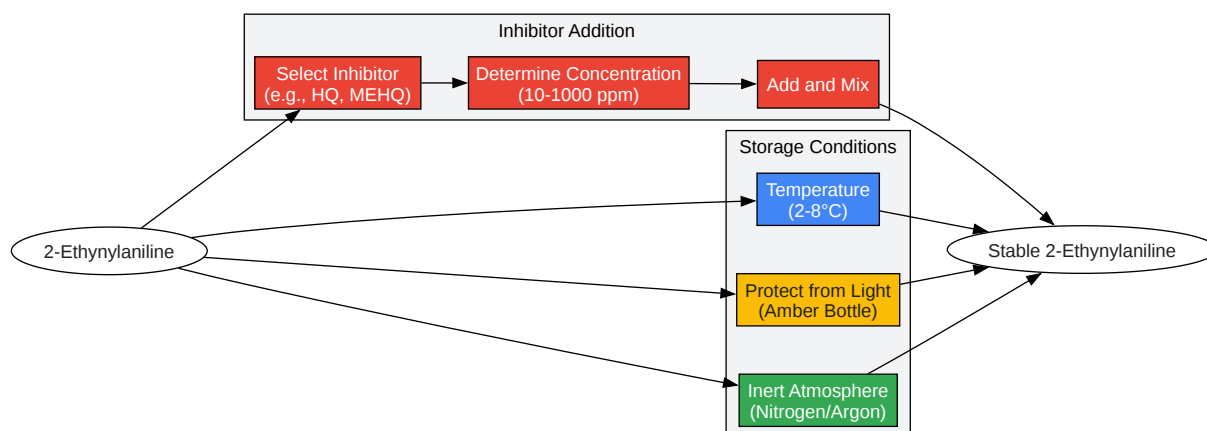 Inhibitor Addition
Select Inhibitor
(e.g., HQ, MEHQ)
Determine Concentration
(10-1000 ppm)
Add and Mix
Storage Conditions
Temperature
(2-8°C)
2-Ethynylaniline
Stable 2-Ethynylaniline
Protect from Light
(Amber Bottle)
Inert Atmosphere
(Nitrogen/Argon)